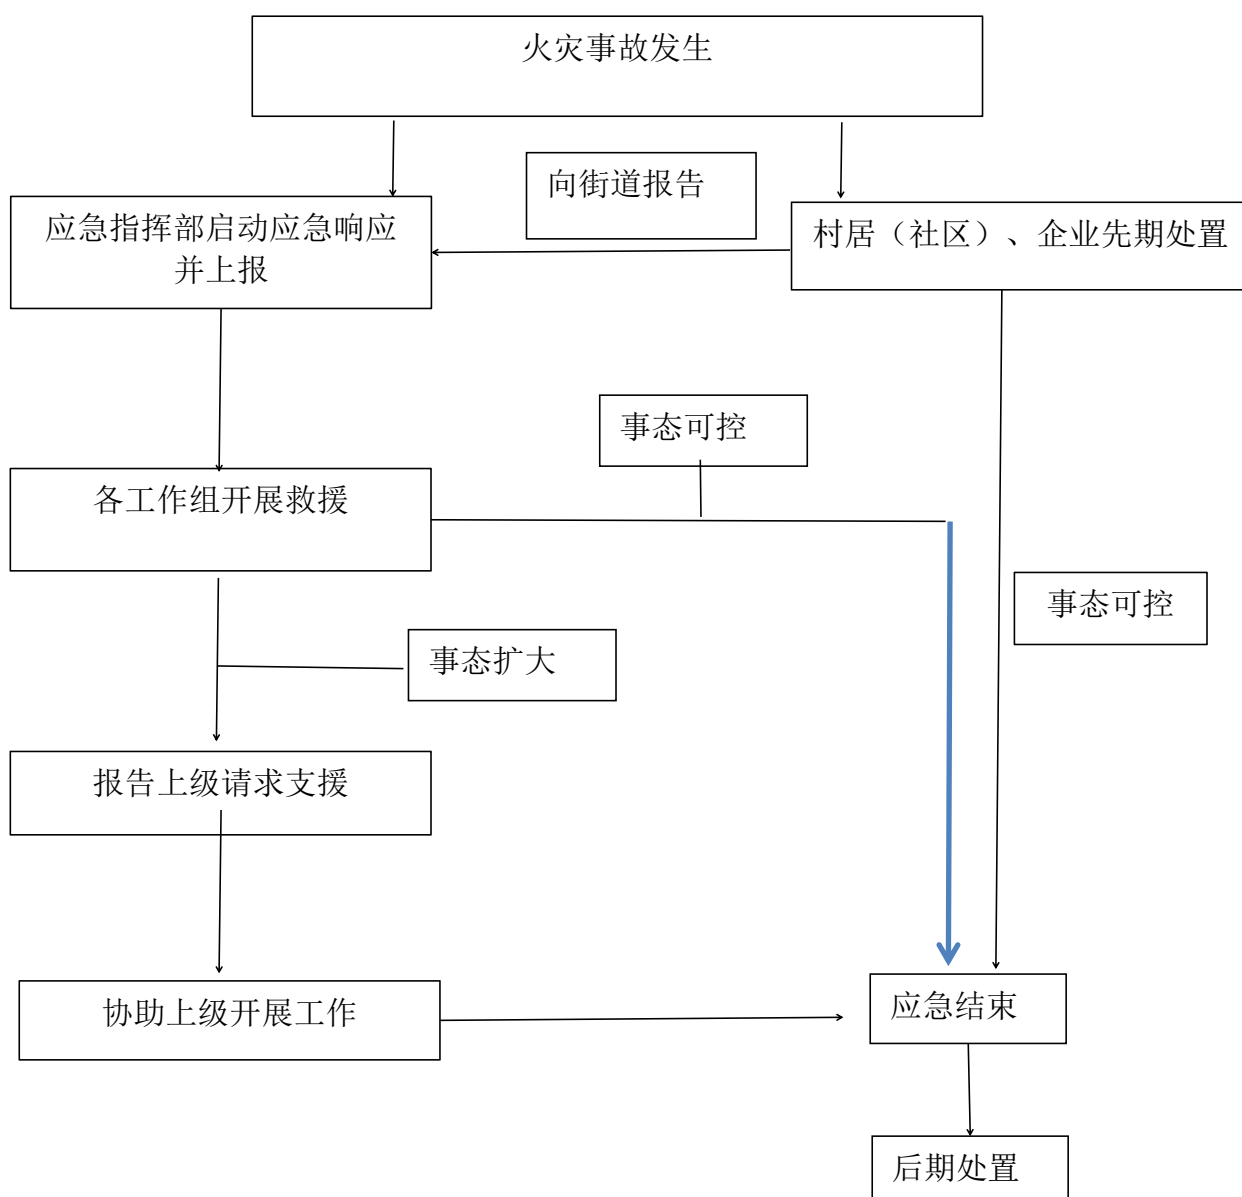 火灾事故发生
向街道报告
应急指挥部启动应急响应
并上报
村居（社区）、企业先期处置
事态可控
各工作组开展救援
事态可控
事态扩大
报告上级请求支援
协助上级开展工作
应急结束
后期处置